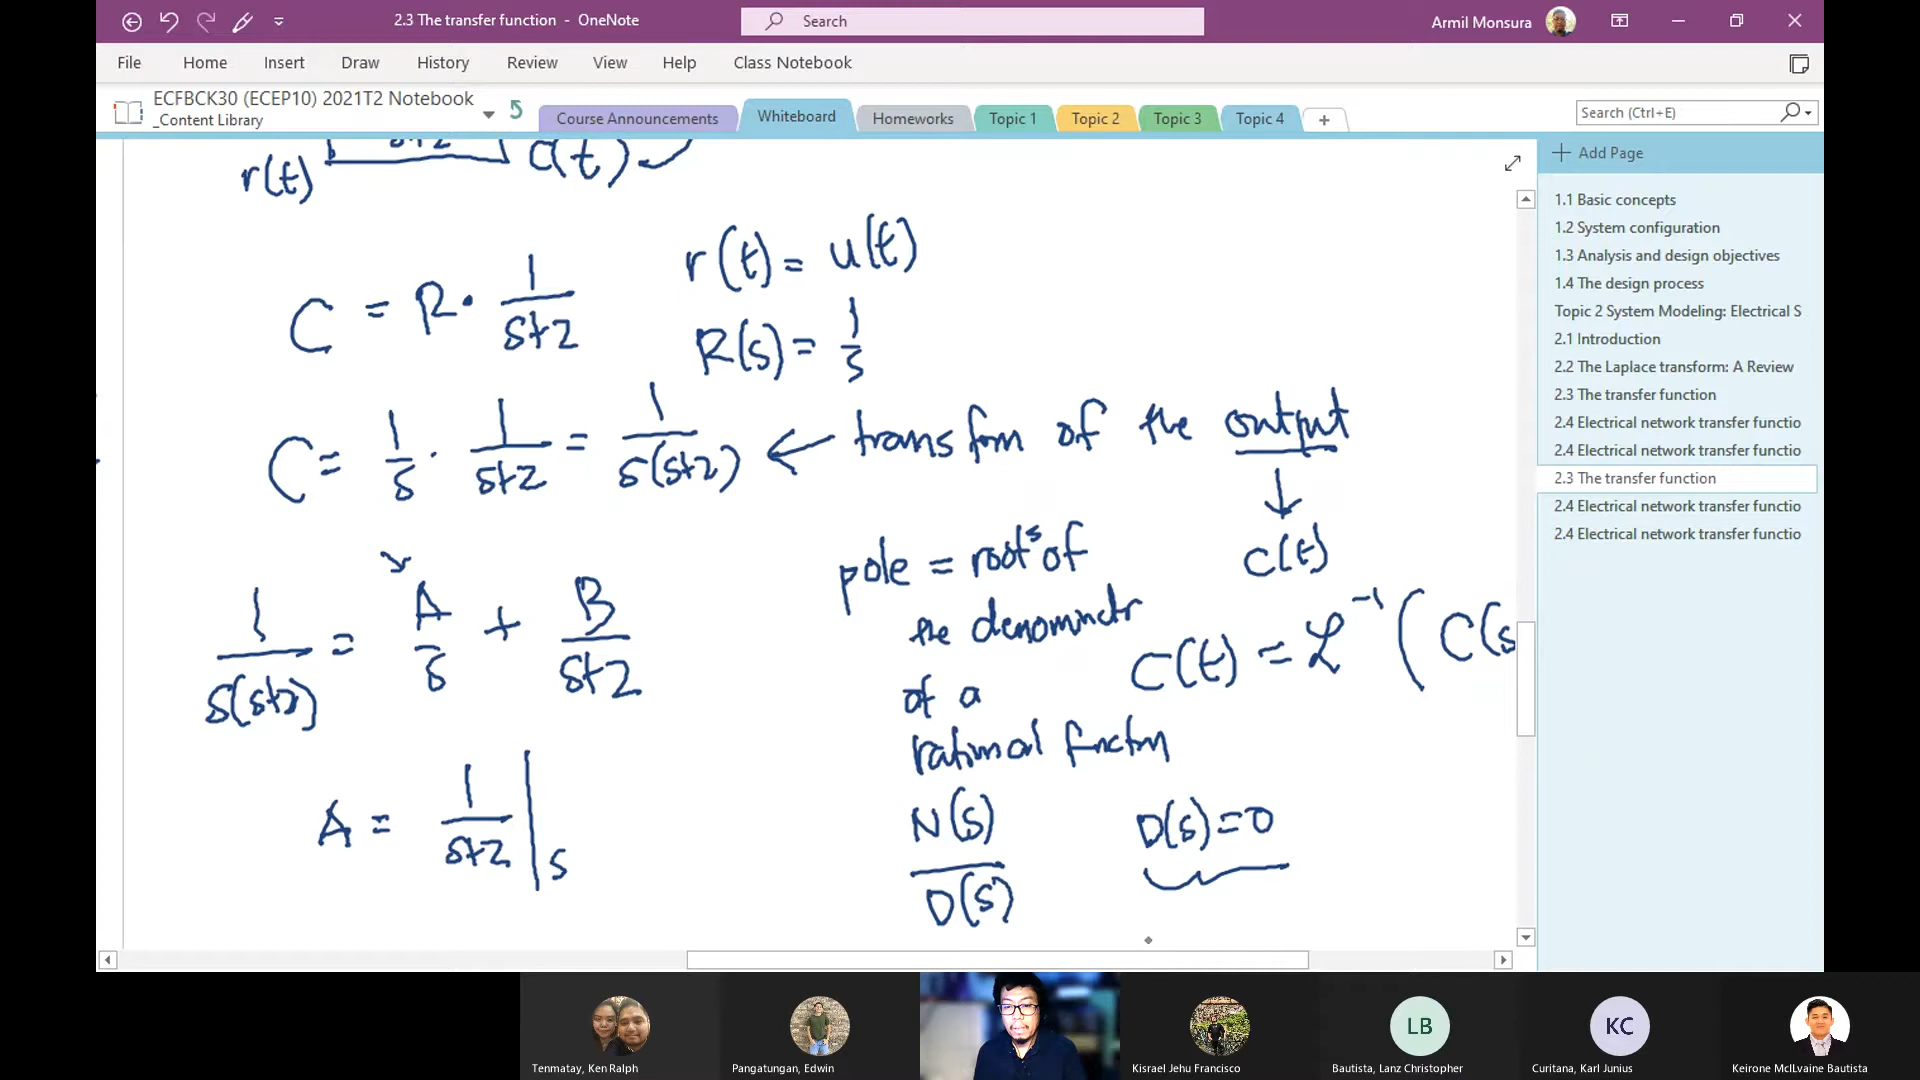 2.3 The transfer function - OneNote
Search
Armil Monsura
File Home Insert Draw History Review View Help Class Notebook
ECFBCK30 (ECEP10) 2021T2 Notebook
_Content Library
Course Announcements Whiteboard Homeworks Topic 1 Topic 2 Topic 3 Topic 4 +
Search (Ctrl+E)
Add Page
1.1 Basic concepts
1.2 System configuration
1.3 Analysis and design objectives
1.4 The design process
Topic 2 System Modeling: Electrical S
2.1 Introduction
2.2 The Laplace transform: A Review
2.3 The transfer function
2.4 Electrical network transfer functio
2.4 Electrical network transfer functio
2.3 The transfer function
2.4 Electrical network transfer functio
2.4 Electrical network transfer functio
s+2
r(t) c(t)
r(t) = u(t)
C = R · 1/(s+2)
R(s) = 1/s
C = 1/s · 1/(s+2) = 1/(s(s+2)) ← transfom of the output
↓
c(t)
pole = roots of
the denominatr
of a
rational functon
C(t) = ℒ⁻¹ ( C(s
1/(s(s+2)) = A/s + B/(s+2)
A = 1/(s+2) | s
N(s)/D(s)
D(s) = 0
Tenmatay, Ken Ralph
Pangatungan, Edwin
Kisrael Jehu Francisco
LB
Bautista, Lanz Christopher
KC
Curitana, Karl Junius
Keirone McIlvaine Bautista